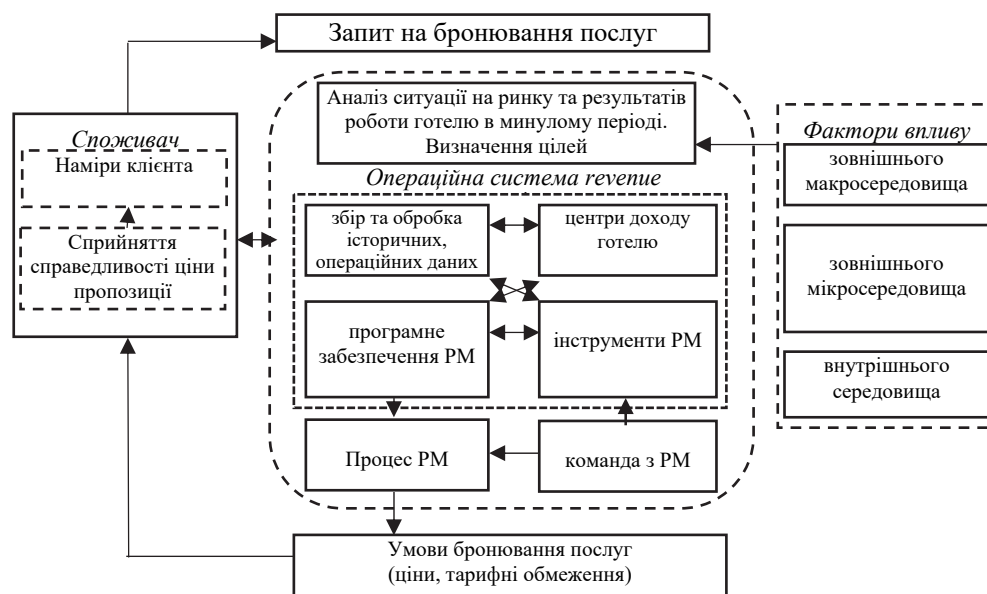 Запит на бронювання послуг
Споживач
Наміри клієнта
Сприйняття
справедливості ціни
пропозиції
Аналіз ситуації на ринку та результатів
роботи готелю в минулому періоді.
Визначення цілей
Операційна система revenue
збір та обробка
історичних,
операційних даних
центри доходу
готелю
програмне
забезпечення РМ
інструменти РМ
Процес РМ
команда з РМ
Фактори впливу
зовнішнього
макросередовища
зовнішнього
мікросередовища
внутрішнього
середовища
Умови бронювання послуг
(ціни, тарифні обмеження)